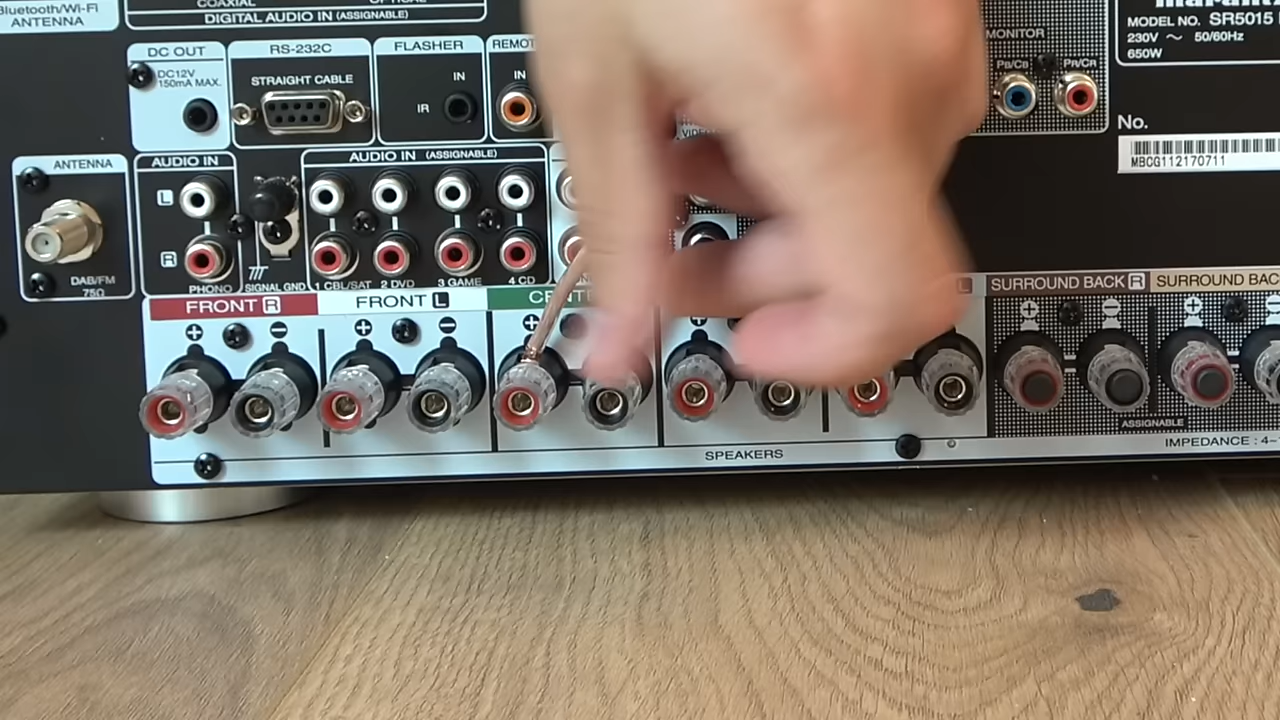 Bluetooth/Wi-Fi
ANTENNA
COAXIAL
DIGITAL AUDIO IN (ASSIGNABLE)
DC OUT
DC12V
150mA MAX.
RS-232C
STRAIGHT CABLE
FLASHER
IN
IR
IN
MONITOR
PB/CB
PR/CR
marantz
MODEL NO. SR5015
230V ～ 50/60Hz
650W
No.
MBCG112170711
ANTENNA
DAB/FM
75Ω
AUDIO IN
L
R
PHONO
SIGNAL GND
AUDIO IN (ASSIGNABLE)
1 CBL/SAT
2 DVD
3 GAME
4 CD
FRONT R
FRONT L
L
SURROUND BACK R
SURROUND BACK
+ − + − + + + − + −
ASSIGNABLE
SPEAKERS
IMPEDANCE : 4-